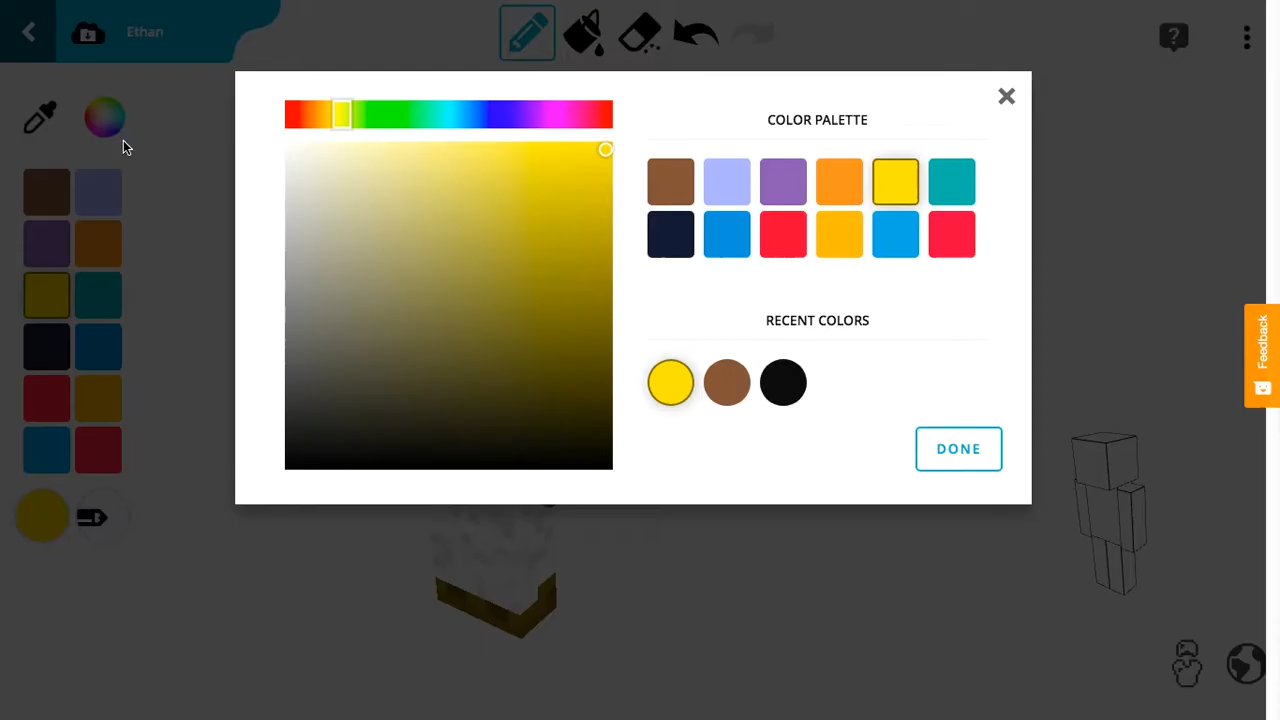 Ethan
COLOR PALETTE
RECENT COLORS
DONE
Feedback